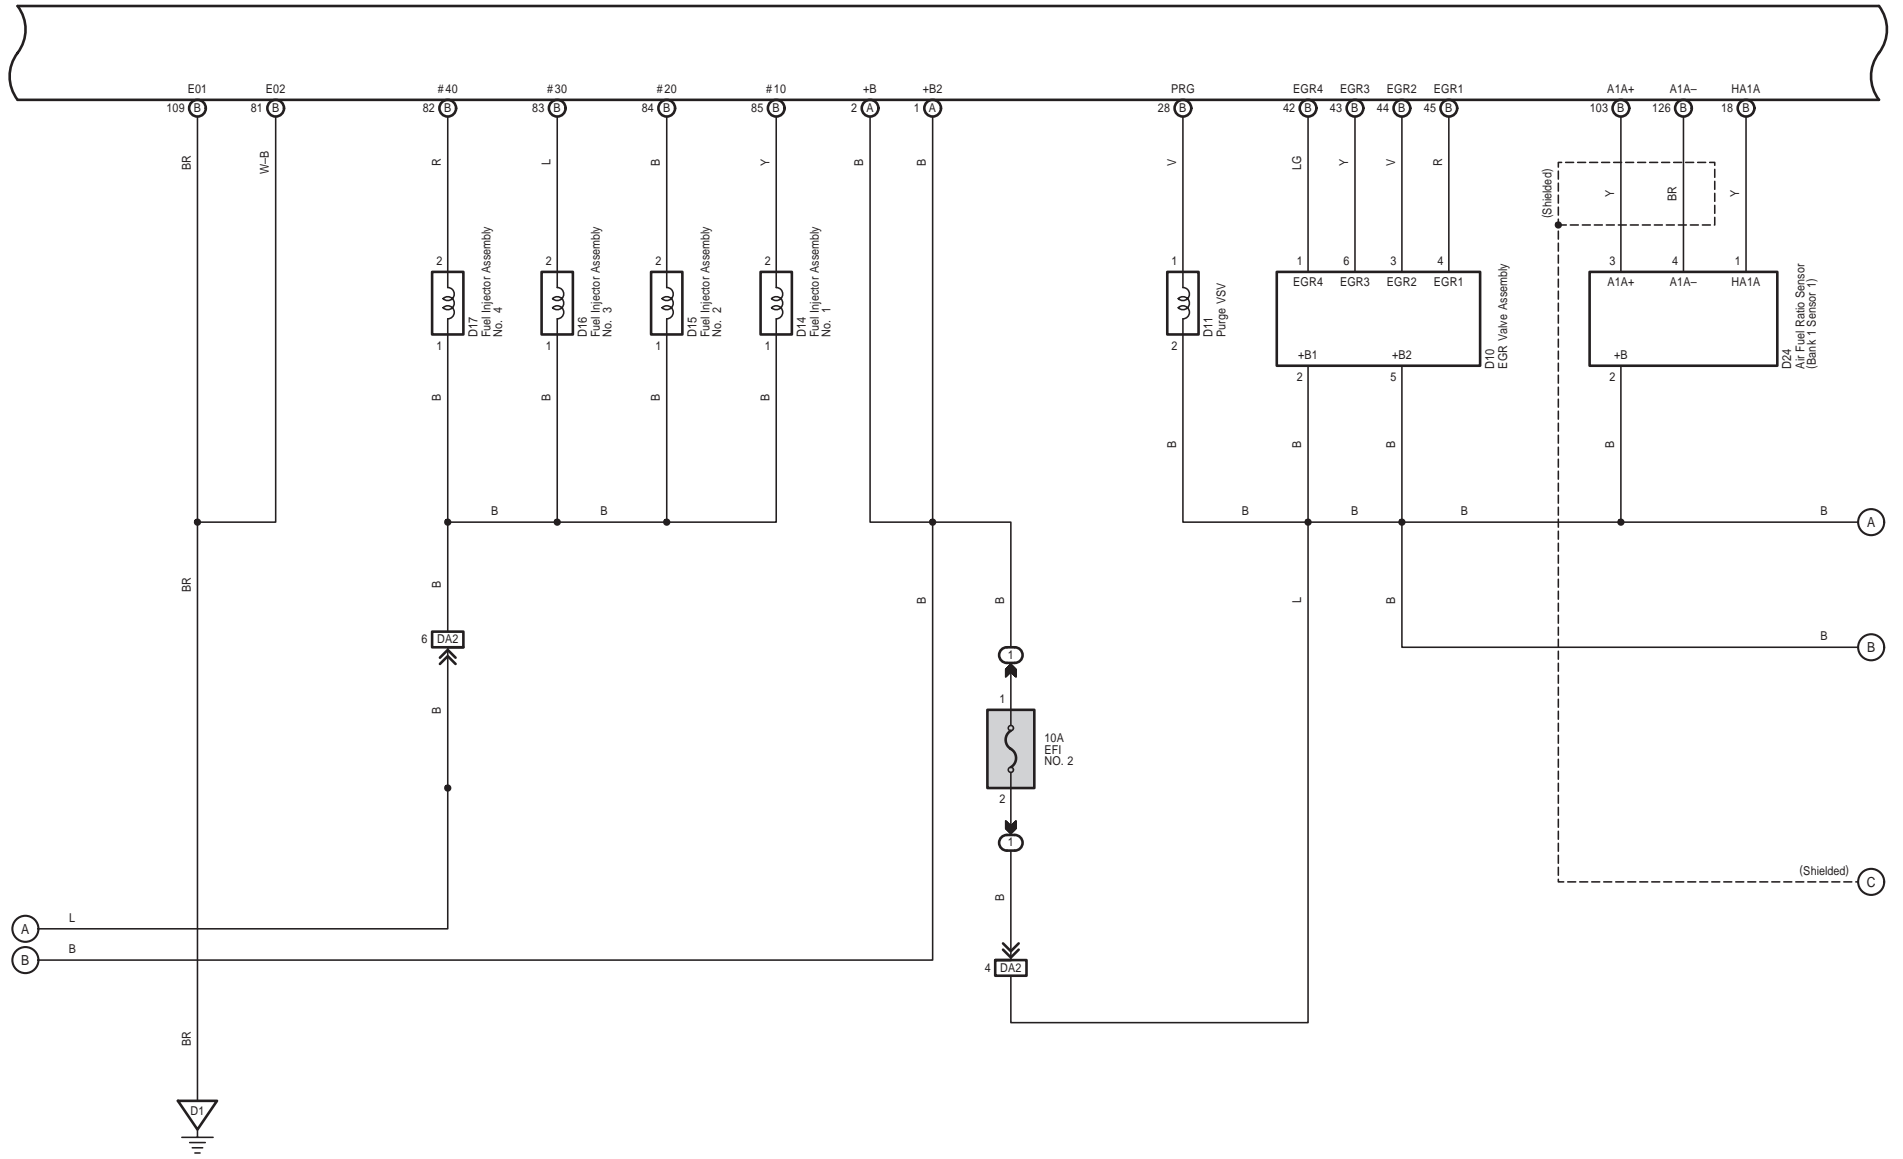 E01 E02 #40 #30 #20 #10 +B +B2 PRG EGR4 EGR3 EGR2 EGR1 A1A+ A1A– HA1A
109 B 81 B 82 B 83 B 84 B 85 B 2 A 1 A 28 B 42 B 43 B 44 B 45 B 103 B 126 B 18 B
BR W–B R L B Y B B V LG Y V R
(Shielded) Y BR Y
2 2 2 2 1 1 6 3 4 3 4 1
EGR4 EGR3 EGR2 EGR1 A1A+ A1A– HA1A
D17
Fuel Injector Assembly
No. 4
D16
Fuel Injector Assembly
No. 3
D15
Fuel Injector Assembly
No. 2
D14
Fuel Injector Assembly
No. 1
D11
Purge VSV
D10
EGR Valve Assembly
D24
Air Fuel Ratio Sensor
(Bank 1 Sensor 1)
+B1 +B2 +B
1 1 1 1 2 2 5 2
B B B B
B B B B
B B B B B B A
BR B B B L B
6 DA2 1 B B
B 1
10A
EFI
NO. 2
2
1
(Shielded) C
B
A L
B B
4 DA2
BR
D1